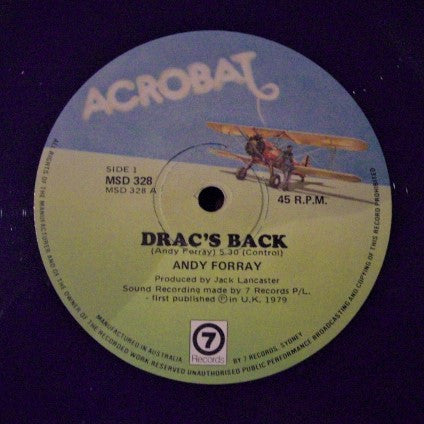 ACROBAT
SIDE 1
MSD 328
MSD 328 A
45 R.P.M.
DRAC'S BACK
(Andy Forray) 5.30 (Control)
ANDY FORRAY
Produced by Jack Lancaster
Sound Recording made by 7 Records P/L.
- first published ℗ in U.K. 1979
7
Records
MANUFACTURED IN AUSTRALIA
BY 7 RECORDS, SYDNEY
ALL RIGHTS OF THE MANUFACTURER AND OF THE OWNER OF THE RECORDED WORK RESERVED UNAUTHORISED PUBLIC PERFORMANCE BROADCASTING AND COPYING OF THIS RECORD PROHIBITED